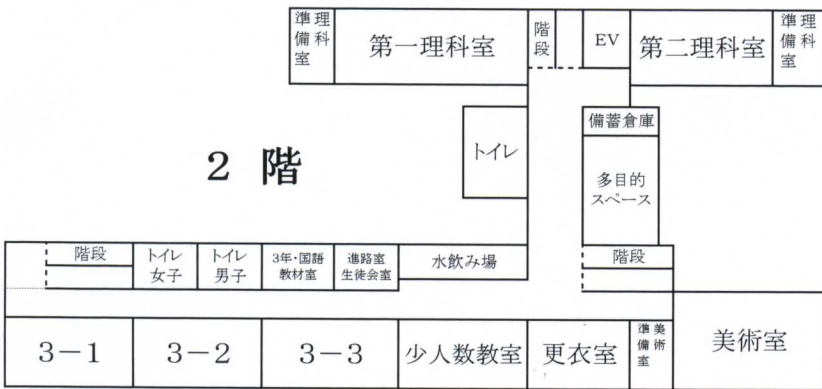 理科準備室
第一理科室
階段
EV
第二理科室
理科準備室
備蓄倉庫
トイレ
多目的
スペース
2 階
階段
トイレ
女子
トイレ
男子
3年・国語
教材室
進路室
生徒会室
水飲み場
階段
3-1
3-2
3-3
少人数教室
更衣室
美術準備室
美術室